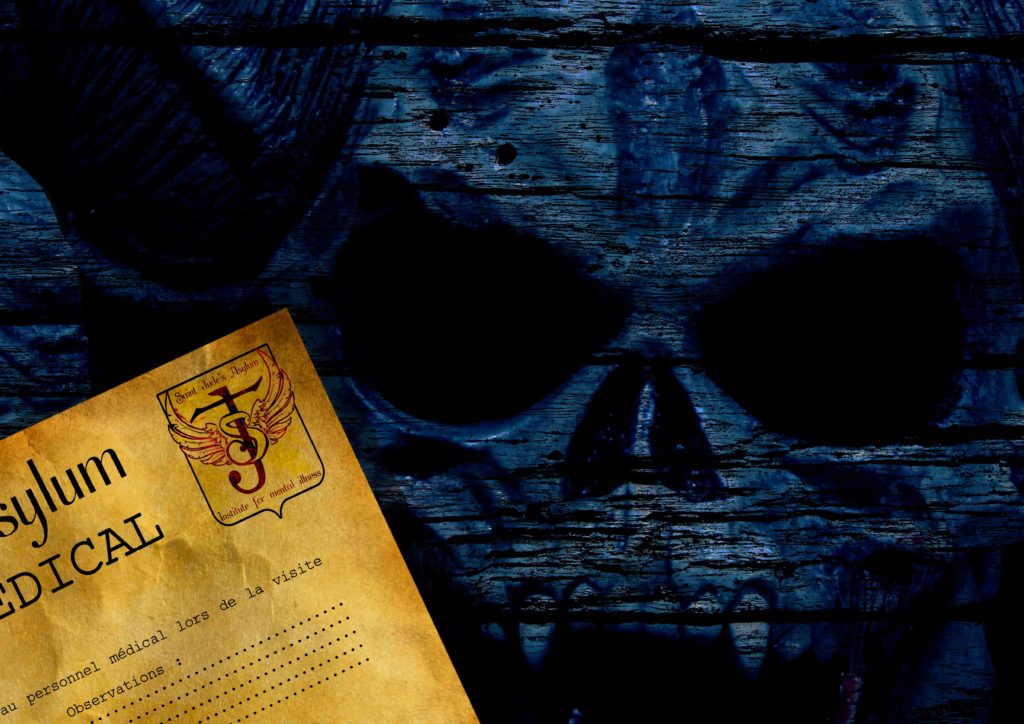 sylum
EDICAL
Saint Jude's Asylum
Institute for mental illness
au personnel médical lors de la visite
Observations :